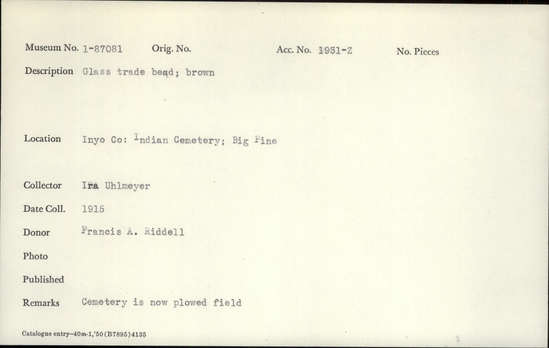 Museum No. 1-87081 Orig. No. Acc. No. 1931-Z No. Pieces
Description Glass trade bead; brown
Location Inyo Co: Indian Cemetery; Big Pine
Collector Ira Uhlmeyer
Date Coll. 1915
Donor Francis A. Riddell
Photo
Published
Remarks Cemetery is now plowed field
Catalogue entry—40m-1,'50(B7895)4135